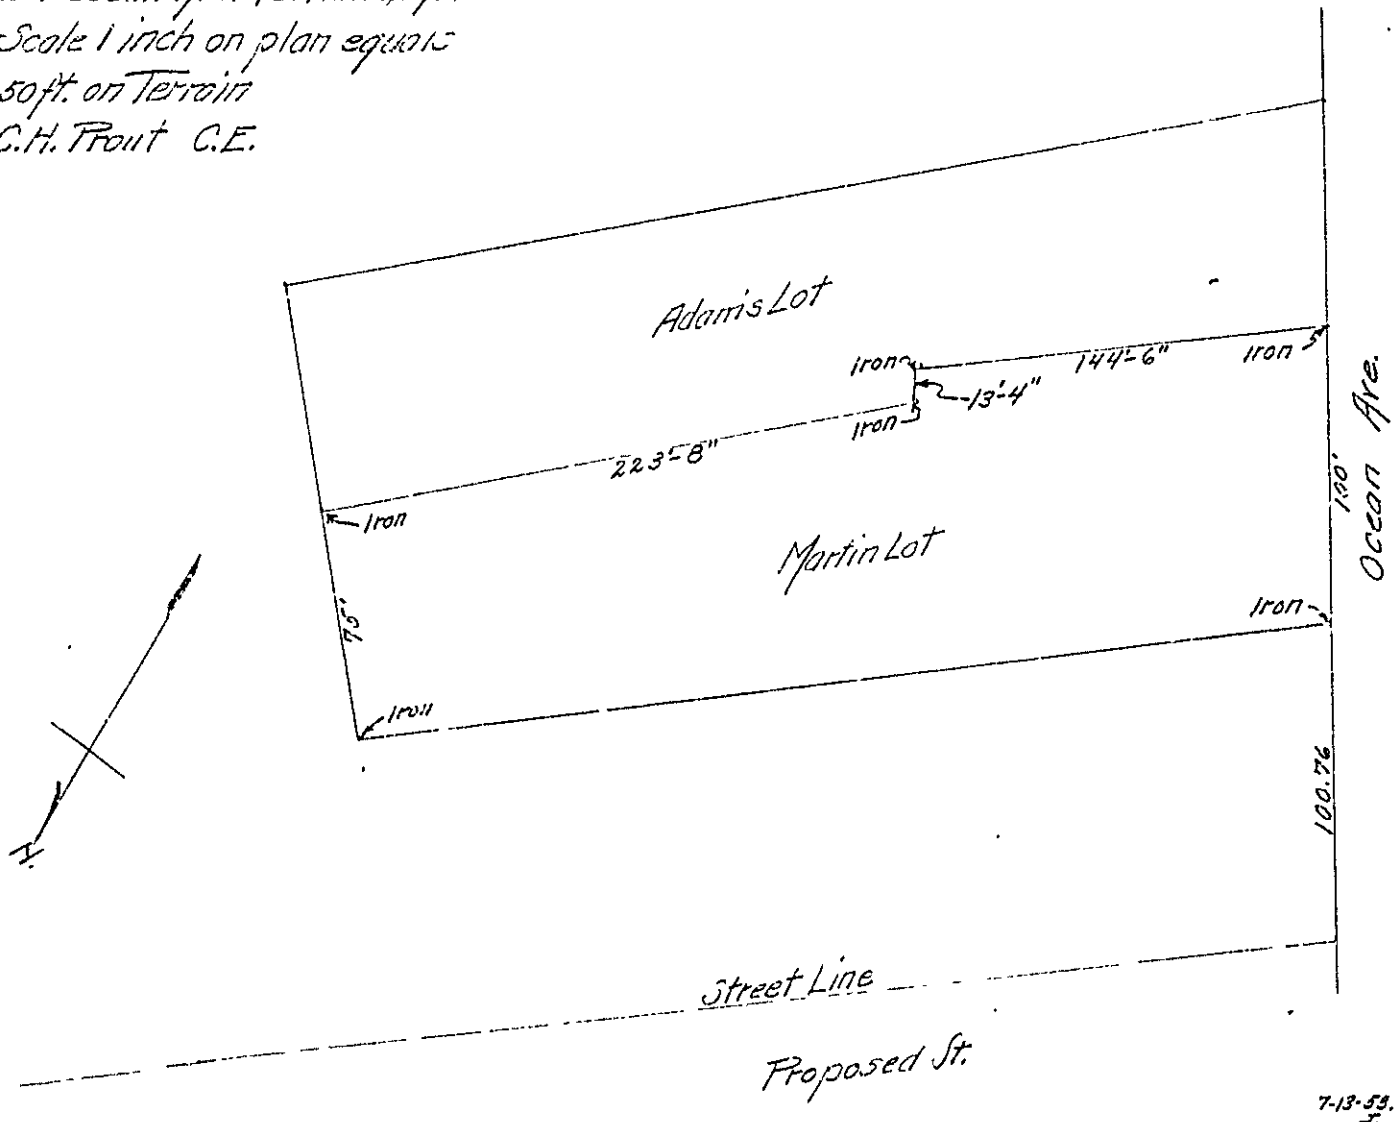 Scale 1 inch on plan equals
50ft. on Terrain
C.H. Prout C.E.
Adams Lot
Iron
144'-6"
Iron
13'-4"
Iron
223'-8"
Iron
Martin Lot
100'
Ocean Ave.
75'
Iron
Iron
100.76
N.
Street Line
Proposed St.
7-13-53.